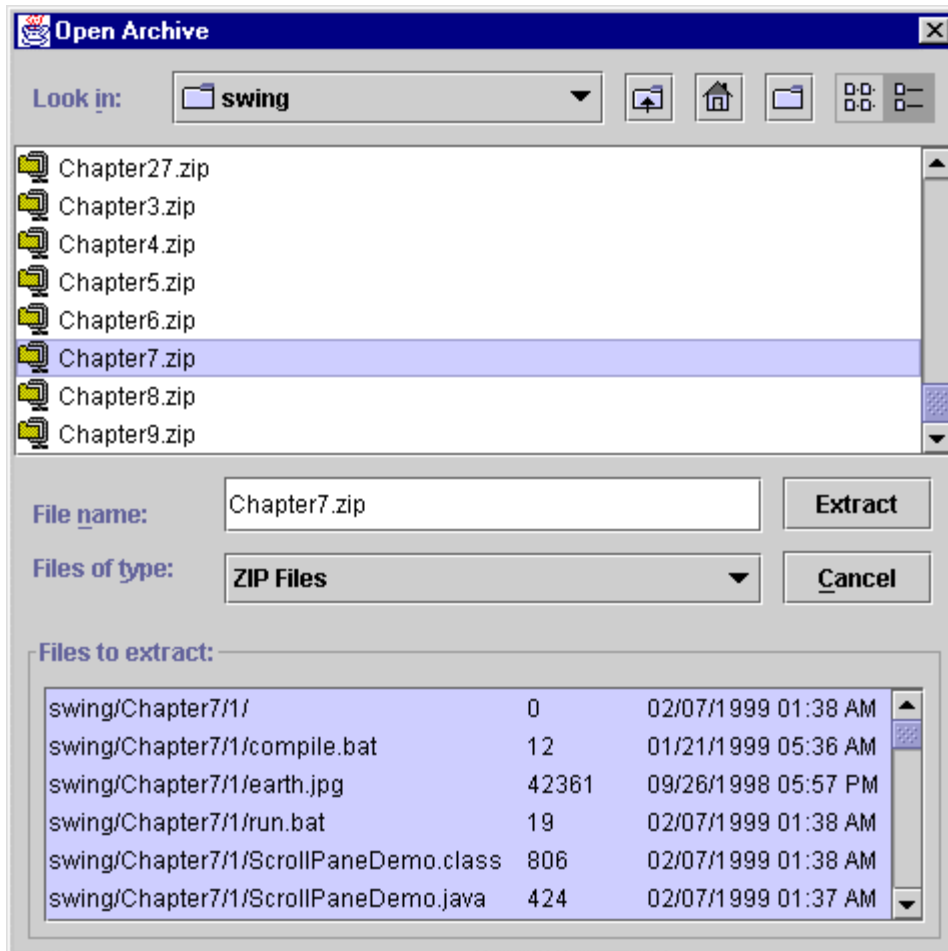 Open Archive
Look in: swing
Chapter27.zip
Chapter3.zip
Chapter4.zip
Chapter5.zip
Chapter6.zip
Chapter7.zip
Chapter8.zip
Chapter9.zip
File name: Chapter7.zip Extract
Files of type: ZIP Files Cancel
Files to extract:
swing/Chapter7/1/ 0 02/07/1999 01:38 AM
swing/Chapter7/1/compile.bat 12 01/21/1999 05:36 AM
swing/Chapter7/1/earth.jpg 42361 09/26/1998 05:57 PM
swing/Chapter7/1/run.bat 19 02/07/1999 01:38 AM
swing/Chapter7/1/ScrollPaneDemo.class 806 02/07/1999 01:38 AM
swing/Chapter7/1/ScrollPaneDemo.java 424 02/07/1999 01:37 AM